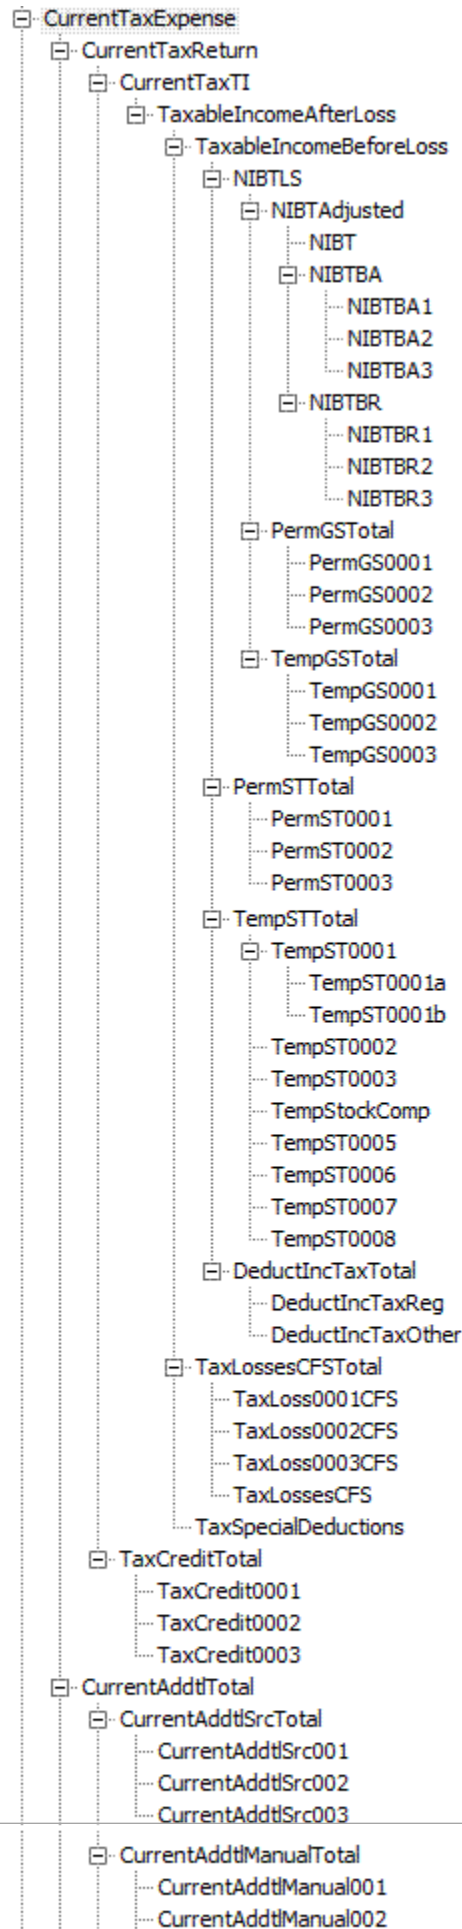 CurrentTaxExpense
CurrentTaxReturn
CurrentTaxTI
TaxableIncomeAfterLoss
TaxableIncomeBeforeLoss
NIBTLS
NIBTAdjusted
NIBT
NIBTBA
NIBTBA1
NIBTBA2
NIBTBA3
NIBTBR
NIBTBR1
NIBTBR2
NIBTBR3
PermGSTotal
PermGS0001
PermGS0002
PermGS0003
TempGSTotal
TempGS0001
TempGS0002
TempGS0003
PermSTTotal
PermST0001
PermST0002
PermST0003
TempSTTotal
TempST0001
TempST0001a
TempST0001b
TempST0002
TempST0003
TempStockComp
TempST0005
TempST0006
TempST0007
TempST0008
DeductIncTaxTotal
DeductIncTaxReg
DeductIncTaxOther
TaxLossesCFSTotal
TaxLoss0001CFS
TaxLoss0002CFS
TaxLoss0003CFS
TaxLossesCFS
TaxSpecialDeductions
TaxCreditTotal
TaxCredit0001
TaxCredit0002
TaxCredit0003
CurrentAddtlTotal
CurrentAddtlSrcTotal
CurrentAddtlSrc001
CurrentAddtlSrc002
CurrentAddtlSrc003
CurrentAddtlManualTotal
CurrentAddtlManual001
CurrentAddtlManual002